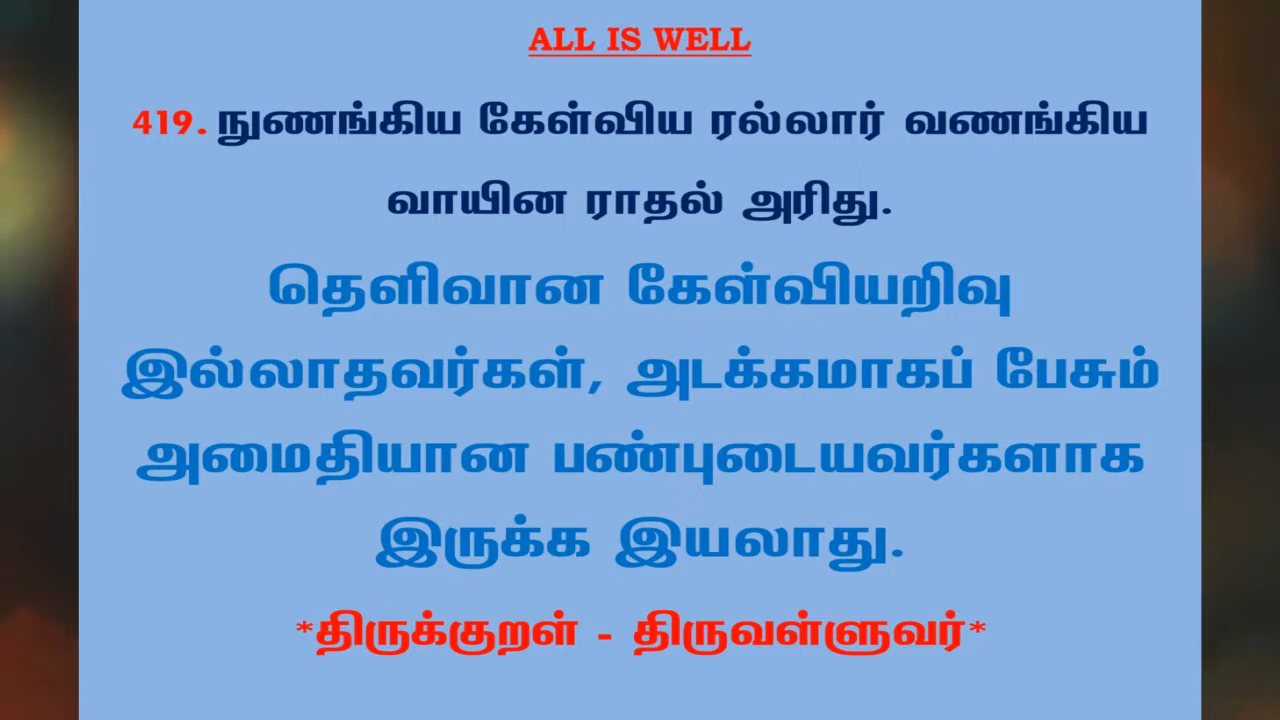 ALL IS WELL
419. நுணங்கிய கேள்விய ரல்லார் வணங்கிய
வாயின ராதல் அரிது.
தெளிவான கேள்வியறிவு
இல்லாதவர்கள், அடக்கமாகப் பேசும்
அமைதியான பண்புடையவர்களாக
இருக்க இயலாது.
*திருக்குறள் - திருவள்ளுவர்*